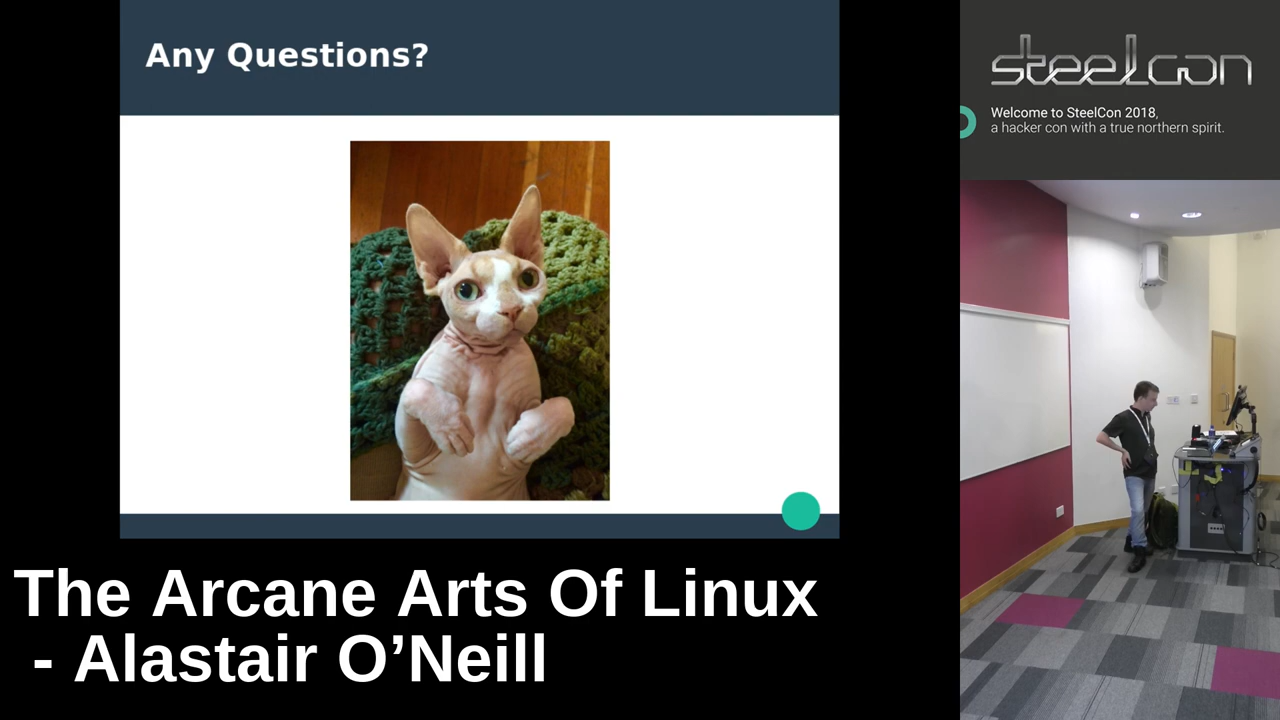 Any Questions?
steelcon
Welcome to SteelCon 2018,
a hacker con with a true northern spirit.
The Arcane Arts Of Linux
- Alastair O’Neill